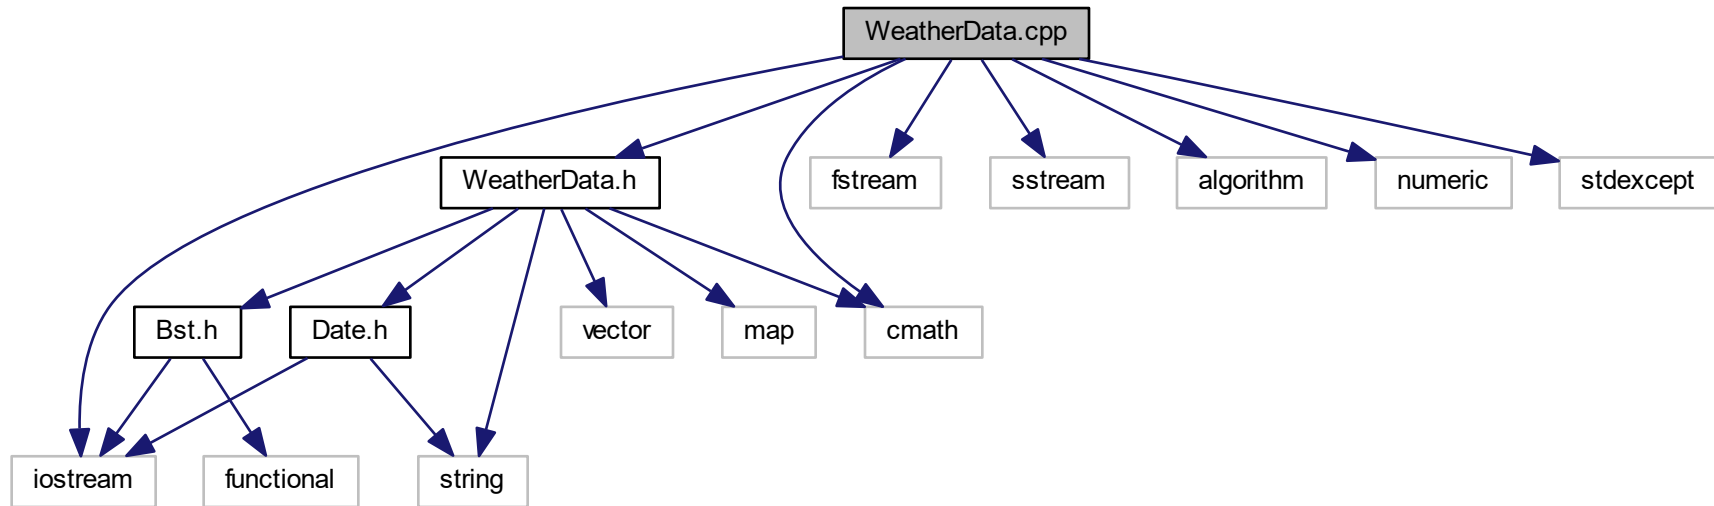 WeatherData.cpp
WeatherData.h
fstream
sstream
algorithm
numeric
stdexcept
Bst.h
Date.h
vector
map
cmath
iostream
functional
string